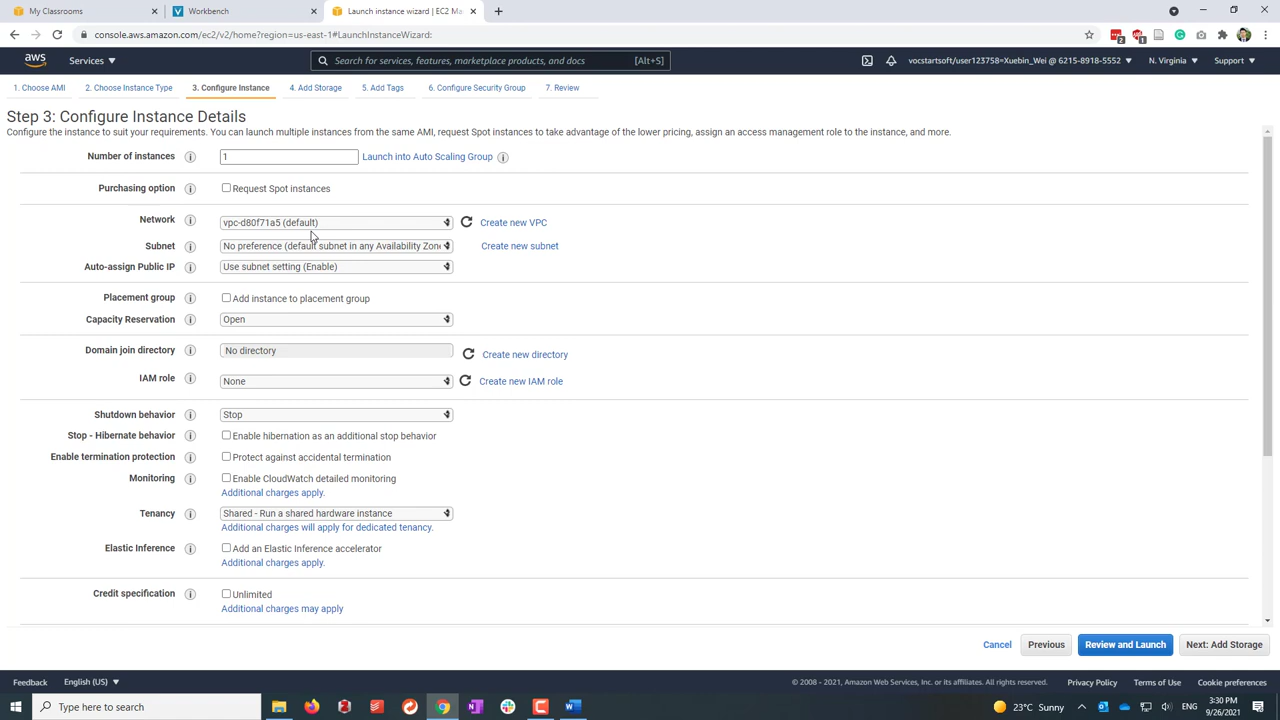 My Classrooms
Workbench
Launch instance wizard | EC2 Man
console.aws.amazon.com/ec2/v2/home?region=us-east-1#LaunchInstanceWizard:
aws
Services
Search for services, features, marketplace products, and docs
[Alt+S]
vocstartsoft/user123758=Xuebin_Wei @ 6215-8918-5552
N. Virginia
Support
1. Choose AMI
2. Choose Instance Type
3. Configure Instance
4. Add Storage
5. Add Tags
6. Configure Security Group
7. Review
Step 3: Configure Instance Details
Configure the instance to suit your requirements. You can launch multiple instances from the same AMI, request Spot instances to take advantage of the lower pricing, assign an access management role to the instance, and more.
Number of instances
1
Launch into Auto Scaling Group
Purchasing option
Request Spot instances
Network
vpc-d80f71a5 (default)
Create new VPC
Subnet
No preference (default subnet in any Availability Zone
Create new subnet
Auto-assign Public IP
Use subnet setting (Enable)
Placement group
Add instance to placement group
Capacity Reservation
Open
Domain join directory
No directory
Create new directory
IAM role
None
Create new IAM role
Shutdown behavior
Stop
Stop - Hibernate behavior
Enable hibernation as an additional stop behavior
Enable termination protection
Protect against accidental termination
Monitoring
Enable CloudWatch detailed monitoring
Additional charges apply.
Tenancy
Shared - Run a shared hardware instance
Additional charges will apply for dedicated tenancy.
Elastic Inference
Add an Elastic Inference accelerator
Additional charges apply.
Credit specification
Unlimited
Additional charges may apply
Cancel
Previous
Review and Launch
Next: Add Storage
Feedback
English (US)
© 2008 - 2021, Amazon Web Services, Inc. or its affiliates. All rights reserved.
Privacy Policy
Terms of Use
Cookie preferences
Type here to search
23°C Sunny
3:30 PM
9/26/2021